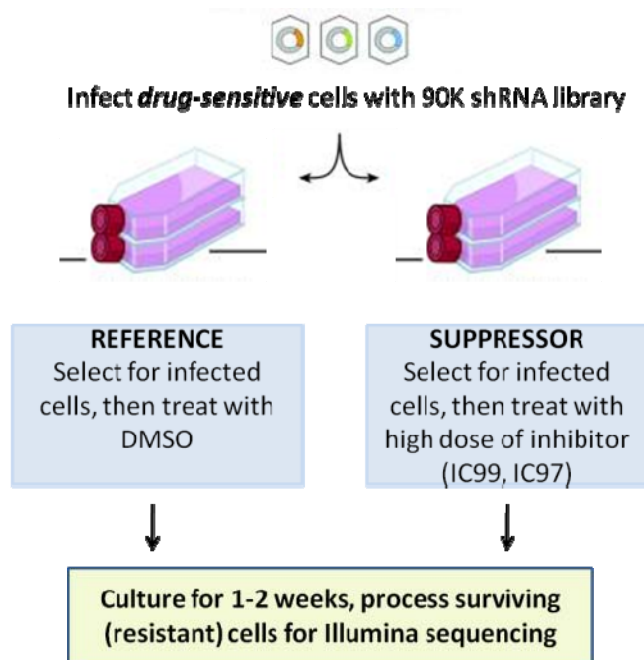 Infect drug-sensitive cells with 90K shRNA library
REFERENCE
Select for infected
cells, then treat with
DMSO
SUPPRESSOR
Select for infected
cells, then treat with
high dose of inhibitor
(IC99, IC97)
Culture for 1-2 weeks, process surviving
(resistant) cells for Illumina sequencing